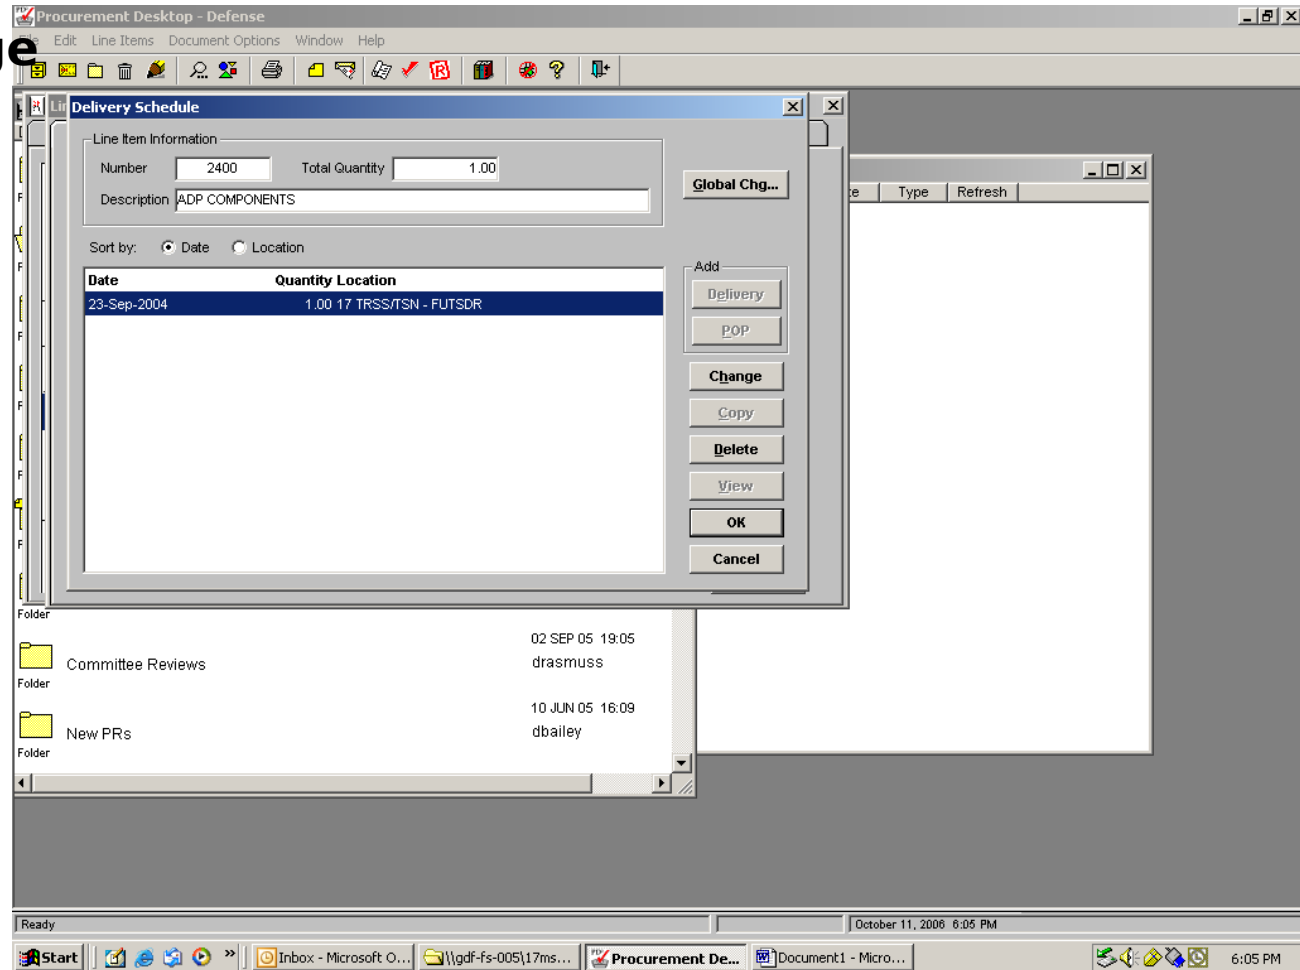 Procurement Desktop - Defense
ge
Edit Line Items Document Options Window Help
Delivery Schedule
Line Item Information
Number 2400 Total Quantity 1.00
Description ADP COMPONENTS
Global Chg...
Sort by: Date Location
Date Quantity Location
23-Sep-2004 1.00 17 TRSS/TSN - FUTSDR
Add
Delivery
POP
Change
Copy
Delete
View
OK
Cancel
Type Refresh
Folder
02 SEP 05 19:05
Committee Reviews drasmuss
Folder
10 JUN 05 16:09
New PRs dbailey
Folder
Ready October 11, 2006 6:05 PM
Start » Inbox - Microsoft O... \\gdf-fs-005\17ms... Procurement De... Document1 - Micro... 6:05 PM